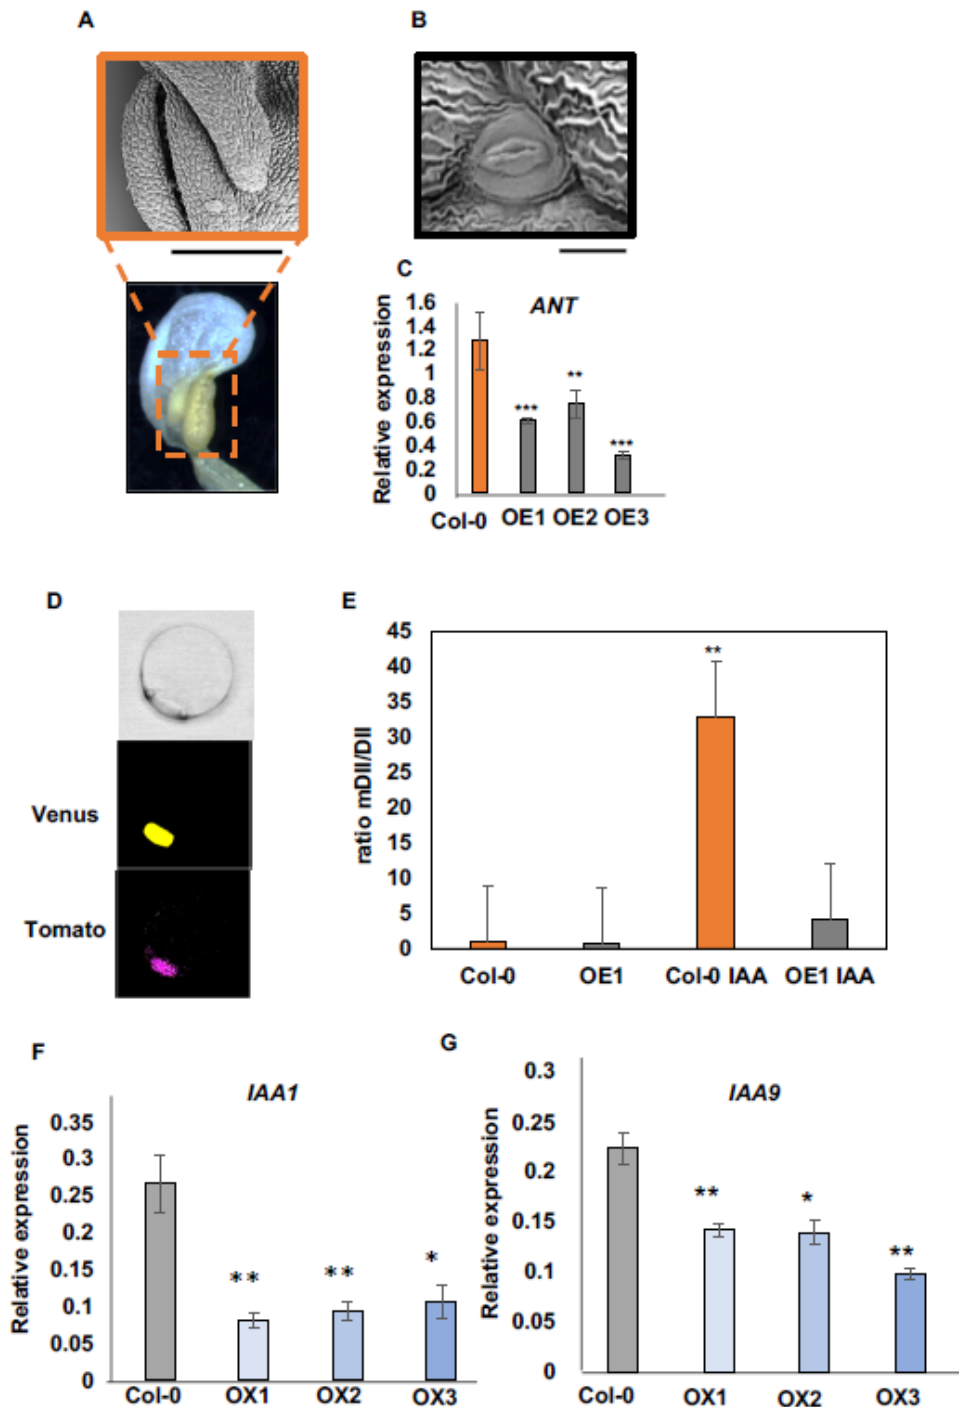 A
B
C
ANT
Relative expression
1.6
1.4
1.2
1
0.8
0.6
0.4
0.2
0
***
**
***
Col-0 OE1 OE2 OE3
D
Venus
Tomato
E
ratio mDII/DII
45
40
35
30
25
20
15
10
5
0
**
Col-0 OE1 Col-0 IAA OE1 IAA
F
IAA1
Relative expression
0.35
0.3
0.25
0.2
0.15
0.1
0.05
0
**
**
*
Col-0 OX1 OX2 OX3
G
IAA9
Relative expression
0.3
0.25
0.2
0.15
0.1
0.05
0
**
*
**
Col-0 OX1 OX2 OX3